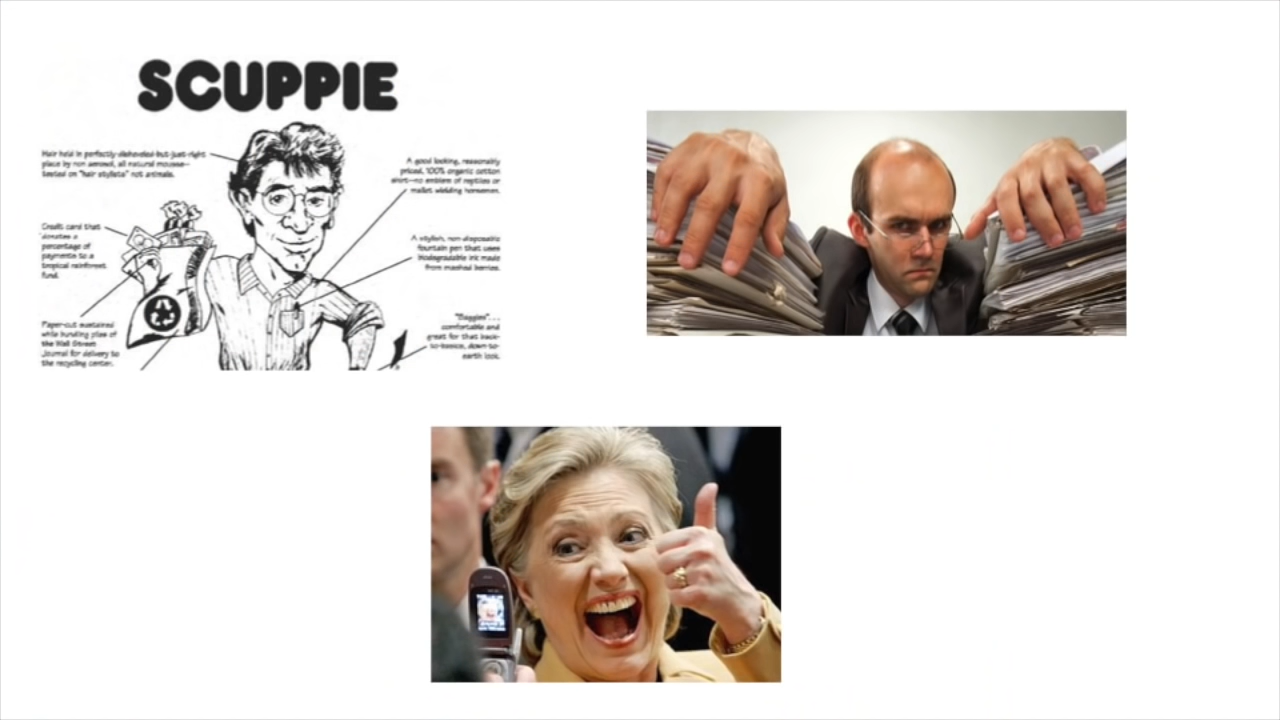 SCUPPIE
Hair held in perfectly-disheveled-but-just-right
place by non aerosol, all natural mousse—
tested on "hair stylists" not animals.
A good looking, reasonably
priced, 100% organic cotton
shirt—no emblem of reptiles or
mallet wielding horsemen.
Credit card that
donates a
percentage of
payments to a
tropical rainforest
fund.
A stylish, non-disposable
fountain pen that uses
biodegradable ink made
from mashed berries.
Paper-cut sustained
while bundling piles of
the Wall Street
Journal for delivery to
the recycling center.
"Baggies"...
comfortable and
great for that back-
to-basics, down-to-
earth look.